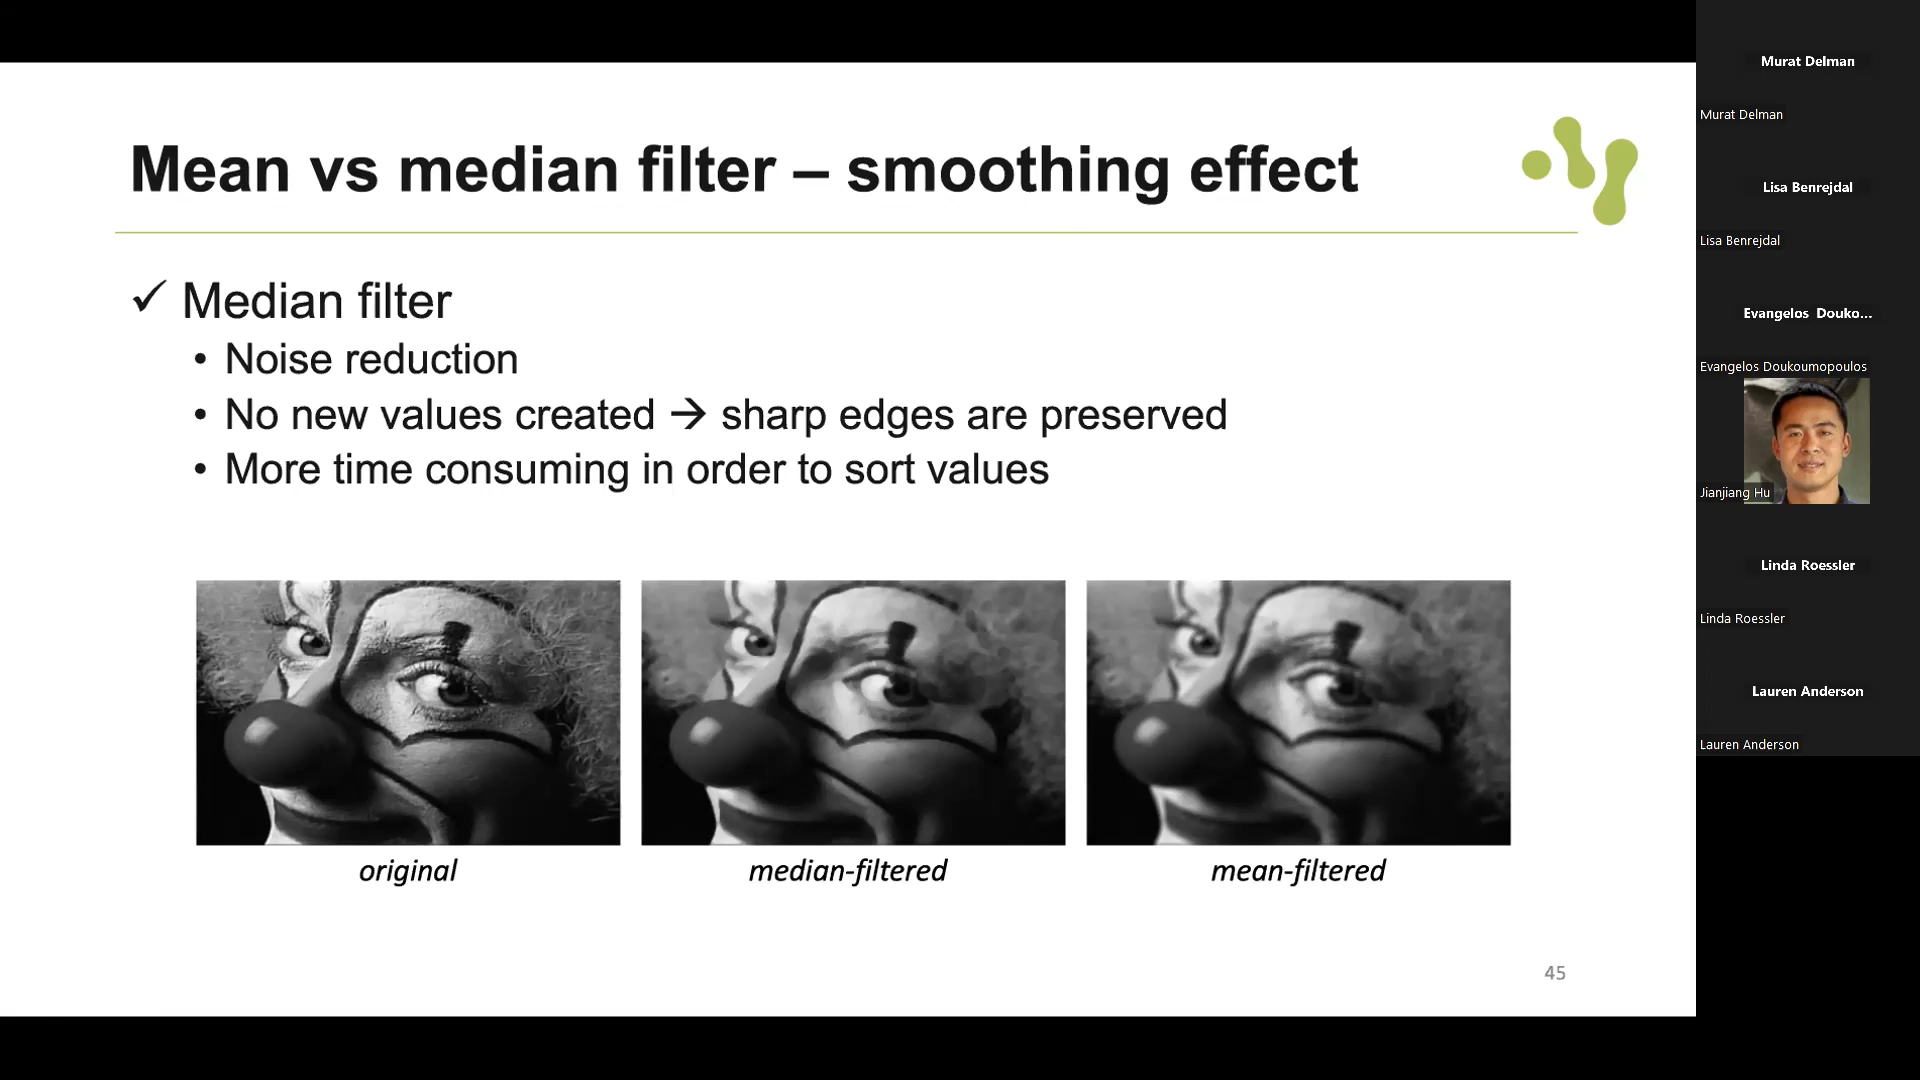 Mean vs median filter – smoothing effect
✓ Median filter
• Noise reduction
• No new values created → sharp edges are preserved
• More time consuming in order to sort values
original
median-filtered
mean-filtered
45
Murat Delman
Murat Delman
Lisa Benrejdal
Lisa Benrejdal
Evangelos Douko...
Evangelos Doukoumopoulos
Jianjiang Hu
Linda Roessler
Linda Roessler
Lauren Anderson
Lauren Anderson